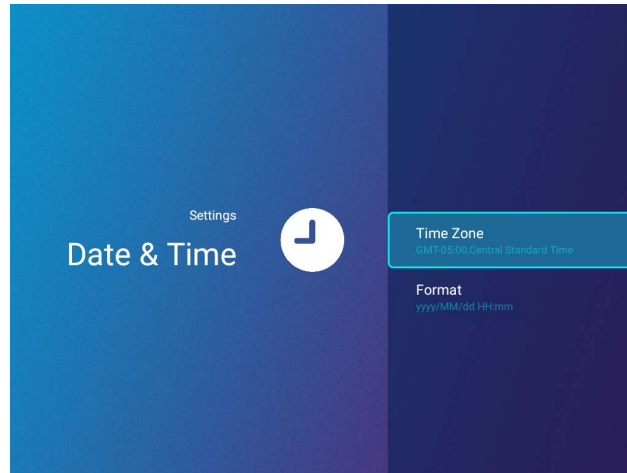 Settings
Date & Time
Time Zone
GMT-05:00,Central Standard Time
Format
yyyy/MM/dd HH:mm